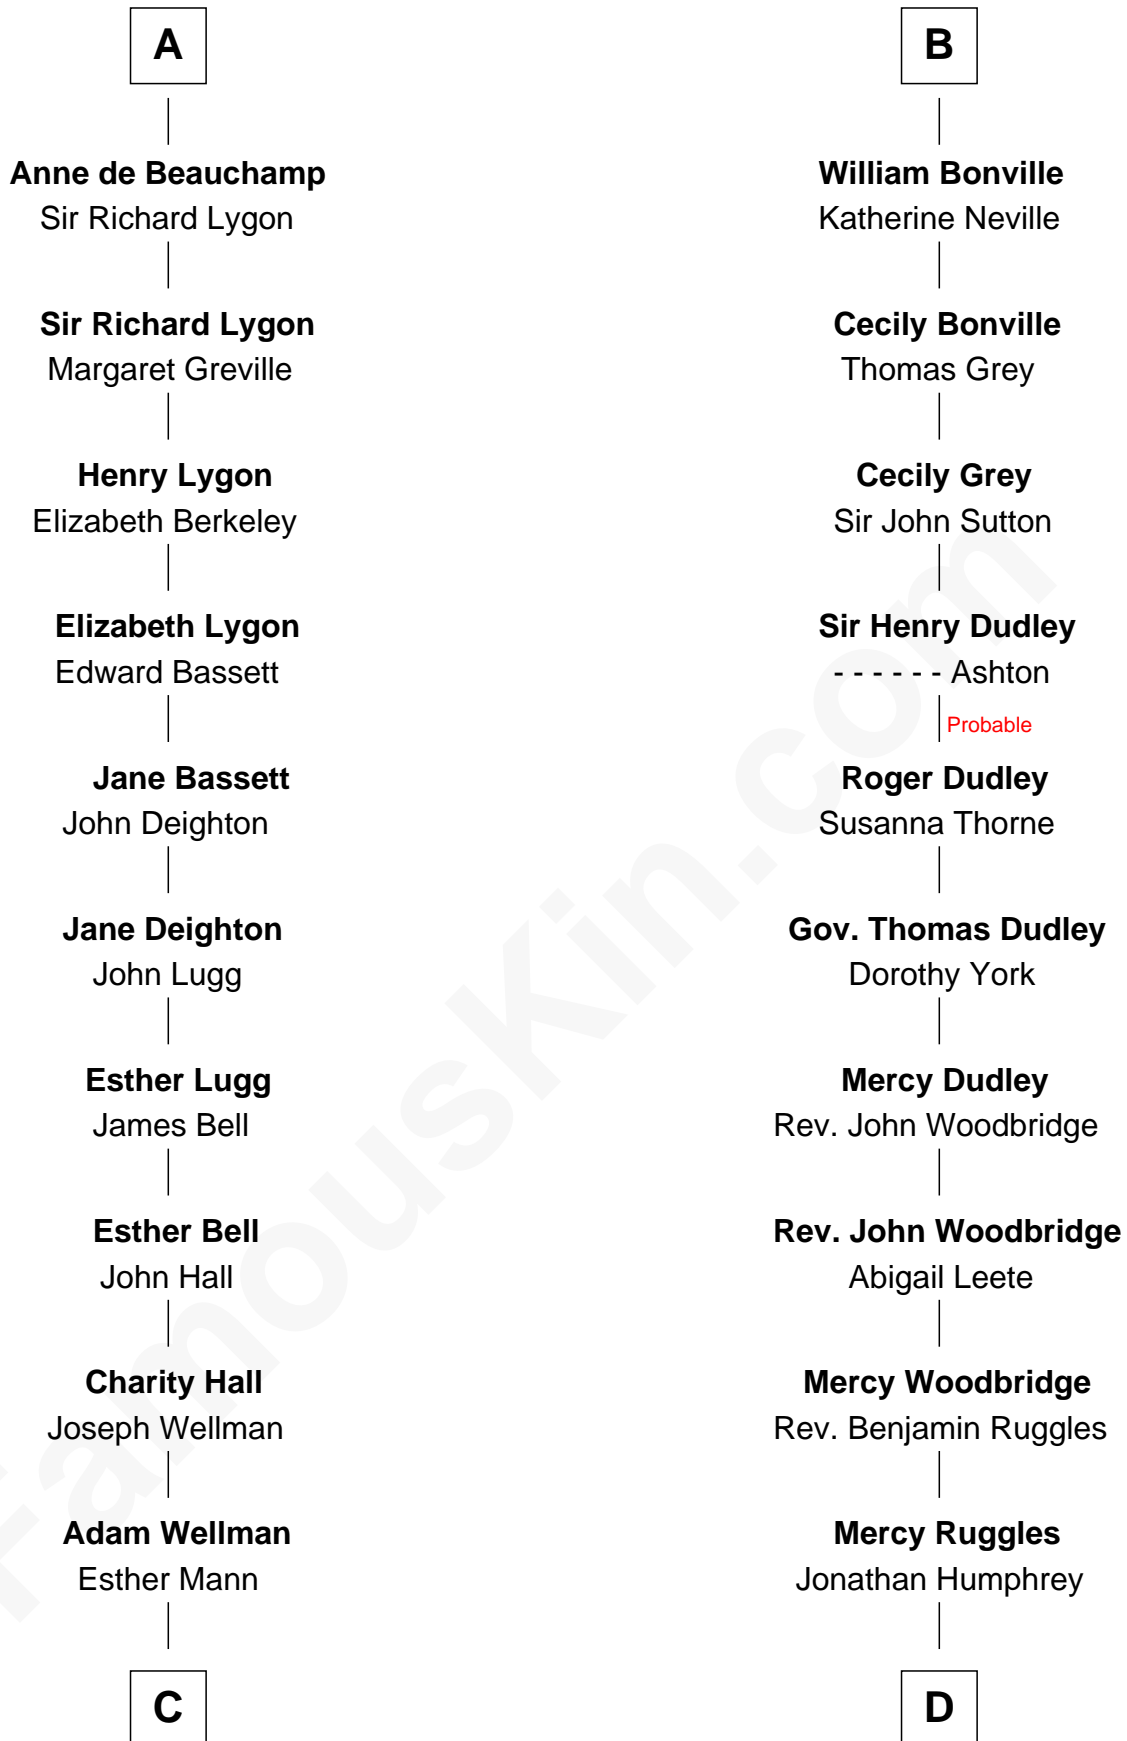 A
Anne de Beauchamp
Sir Richard Lygon
Sir Richard Lygon
Margaret Greville
Henry Lygon
Elizabeth Berkeley
Elizabeth Lygon
Edward Bassett
Jane Bassett
John Deighton
Jane Deighton
John Lugg
Esther Lugg
James Bell
Esther Bell
John Hall
Charity Hall
Joseph Wellman
Adam Wellman
Esther Mann
C
B
William Bonville
Katherine Neville
Cecily Bonville
Thomas Grey
Cecily Grey
Sir John Sutton
Sir Henry Dudley
- - - - - - Ashton
Probable
Roger Dudley
Susanna Thorne
Gov. Thomas Dudley
Dorothy York
Mercy Dudley
Rev. John Woodbridge
Rev. John Woodbridge
Abigail Leete
Mercy Woodbridge
Rev. Benjamin Ruggles
Mercy Ruggles
Jonathan Humphrey
D
FamousKin.com